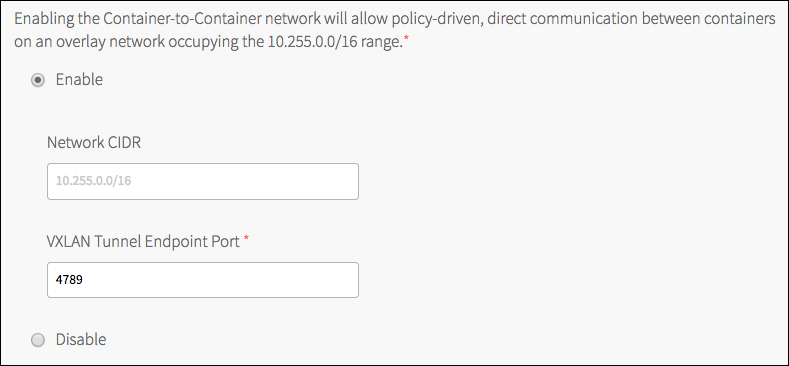 Enabling the Container-to-Container network will allow policy-driven, direct communication between containers
on an overlay network occupying the 10.255.0.0/16 range.*
Enable
Network CIDR
10.255.0.0/16
VXLAN Tunnel Endpoint Port *
4789
Disable